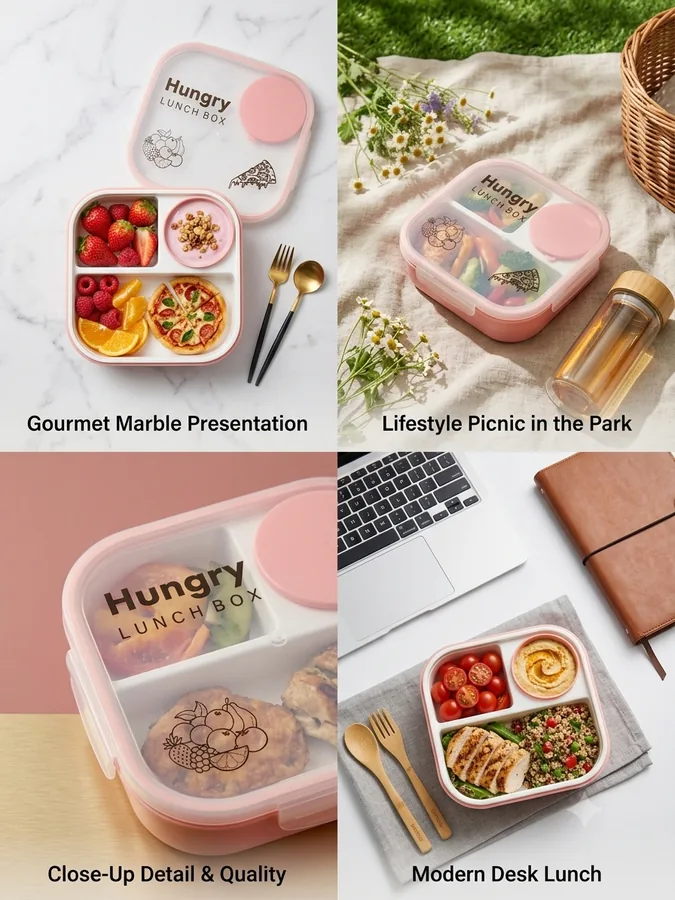 Hungry
LUNCH BOX
Gourmet Marble Presentation
Hungry
LUNCH BOX
Lifestyle Picnic in the Park
Hungry
LUNCH BOX
Close-Up Detail & Quality
Modern Desk Lunch